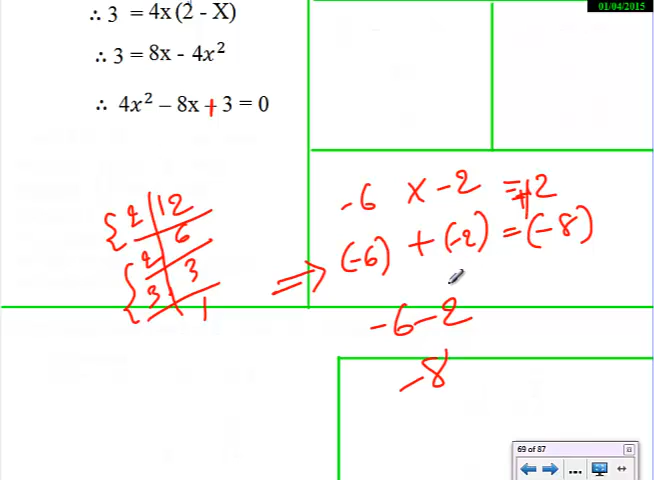 01/04/2015
∴ 3 = 4x(2 - X)
∴ 3 = 8x - 4x²
∴ 4x² – 8x + 3 = 0
-6 x -2 = +12
(-6) + (-2) = (-8)
2 | 12
2 | 6
3 | 3
1
⇒
-6-2
-8
69 of 87
...